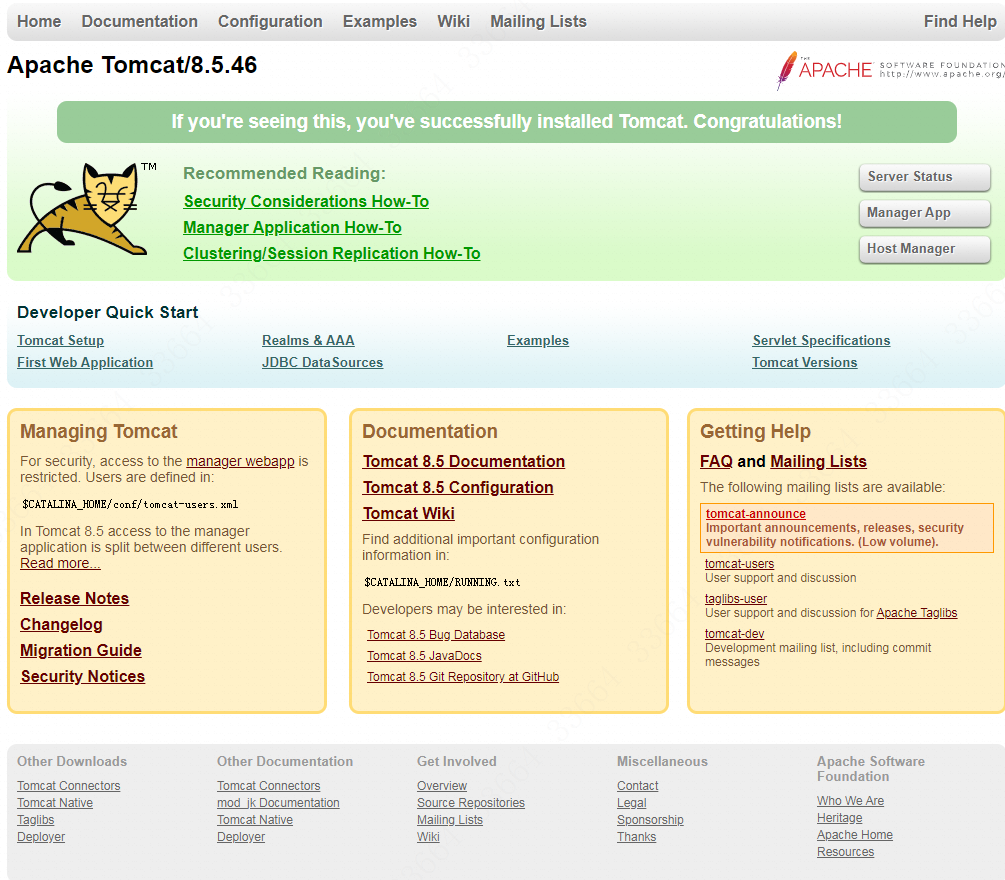 Home Documentation Configuration Examples Wiki Mailing Lists Find Help
Apache Tomcat/8.5.46
THE APACHE SOFTWARE FOUNDATION
http://www.apache.org/
If you're seeing this, you've successfully installed Tomcat. Congratulations!
TM
Recommended Reading:
Security Considerations How-To
Manager Application How-To
Clustering/Session Replication How-To
Server Status
Manager App
Host Manager
Developer Quick Start
Tomcat Setup
First Web Application
Realms & AAA
JDBC DataSources
Examples
Servlet Specifications
Tomcat Versions
Managing Tomcat
For security, access to the manager webapp is
restricted. Users are defined in:
$CATALINA_HOME/conf/tomcat-users.xml
In Tomcat 8.5 access to the manager
application is split between different users.
Read more...
Release Notes
Changelog
Migration Guide
Security Notices
Documentation
Tomcat 8.5 Documentation
Tomcat 8.5 Configuration
Tomcat Wiki
Find additional important configuration
information in:
$CATALINA_HOME/RUNNING.txt
Developers may be interested in:
Tomcat 8.5 Bug Database
Tomcat 8.5 JavaDocs
Tomcat 8.5 Git Repository at GitHub
Getting Help
FAQ and Mailing Lists
The following mailing lists are available:
tomcat-announce
Important announcements, releases, security
vulnerability notifications. (Low volume).
tomcat-users
User support and discussion
taglibs-user
User support and discussion for Apache Taglibs
tomcat-dev
Development mailing list, including commit
messages
Other Downloads
Tomcat Connectors
Tomcat Native
Taglibs
Deployer
Other Documentation
Tomcat Connectors
mod_jk Documentation
Tomcat Native
Deployer
Get Involved
Overview
Source Repositories
Mailing Lists
Wiki
Miscellaneous
Contact
Legal
Sponsorship
Thanks
Apache Software
Foundation
Who We Are
Heritage
Apache Home
Resources